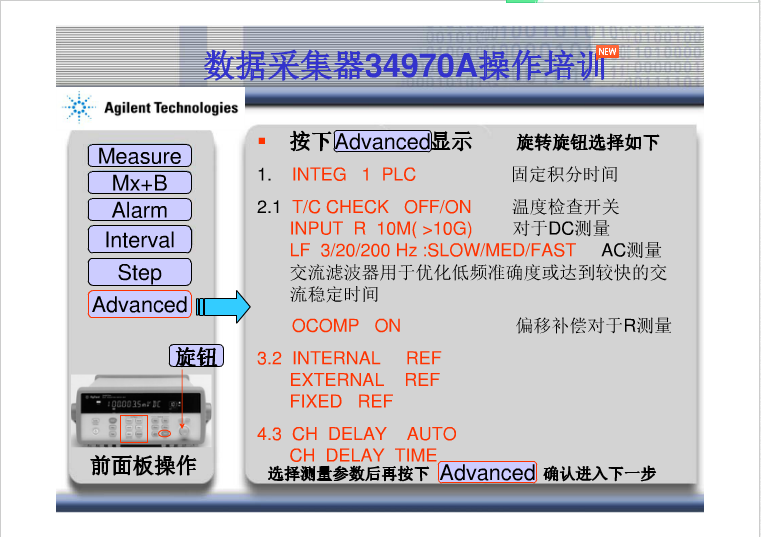 数据采集器34970A操作培训
NEW
Agilent Technologies
Measure
Mx+B
Alarm
Interval
Step
Advanced
旋钮
前面板操作
按下Advanced显示 旋转旋钮选择如下
1. INTEG 1 PLC 固定积分时间
2.1 T/C CHECK OFF/ON 温度检查开关
INPUT R 10M( >10G) 对于DC测量
LF 3/20/200 Hz :SLOW/MED/FAST AC测量
交流滤波器用于优化低频准确度或达到较快的交
流稳定时间
OCOMP ON 偏移补偿对于R测量
3.2 INTERNAL REF
EXTERNAL REF
FIXED REF
4.3 CH DELAY AUTO
CH DELAY TIME
选择测量参数后再按下 Advanced 确认进入下一步